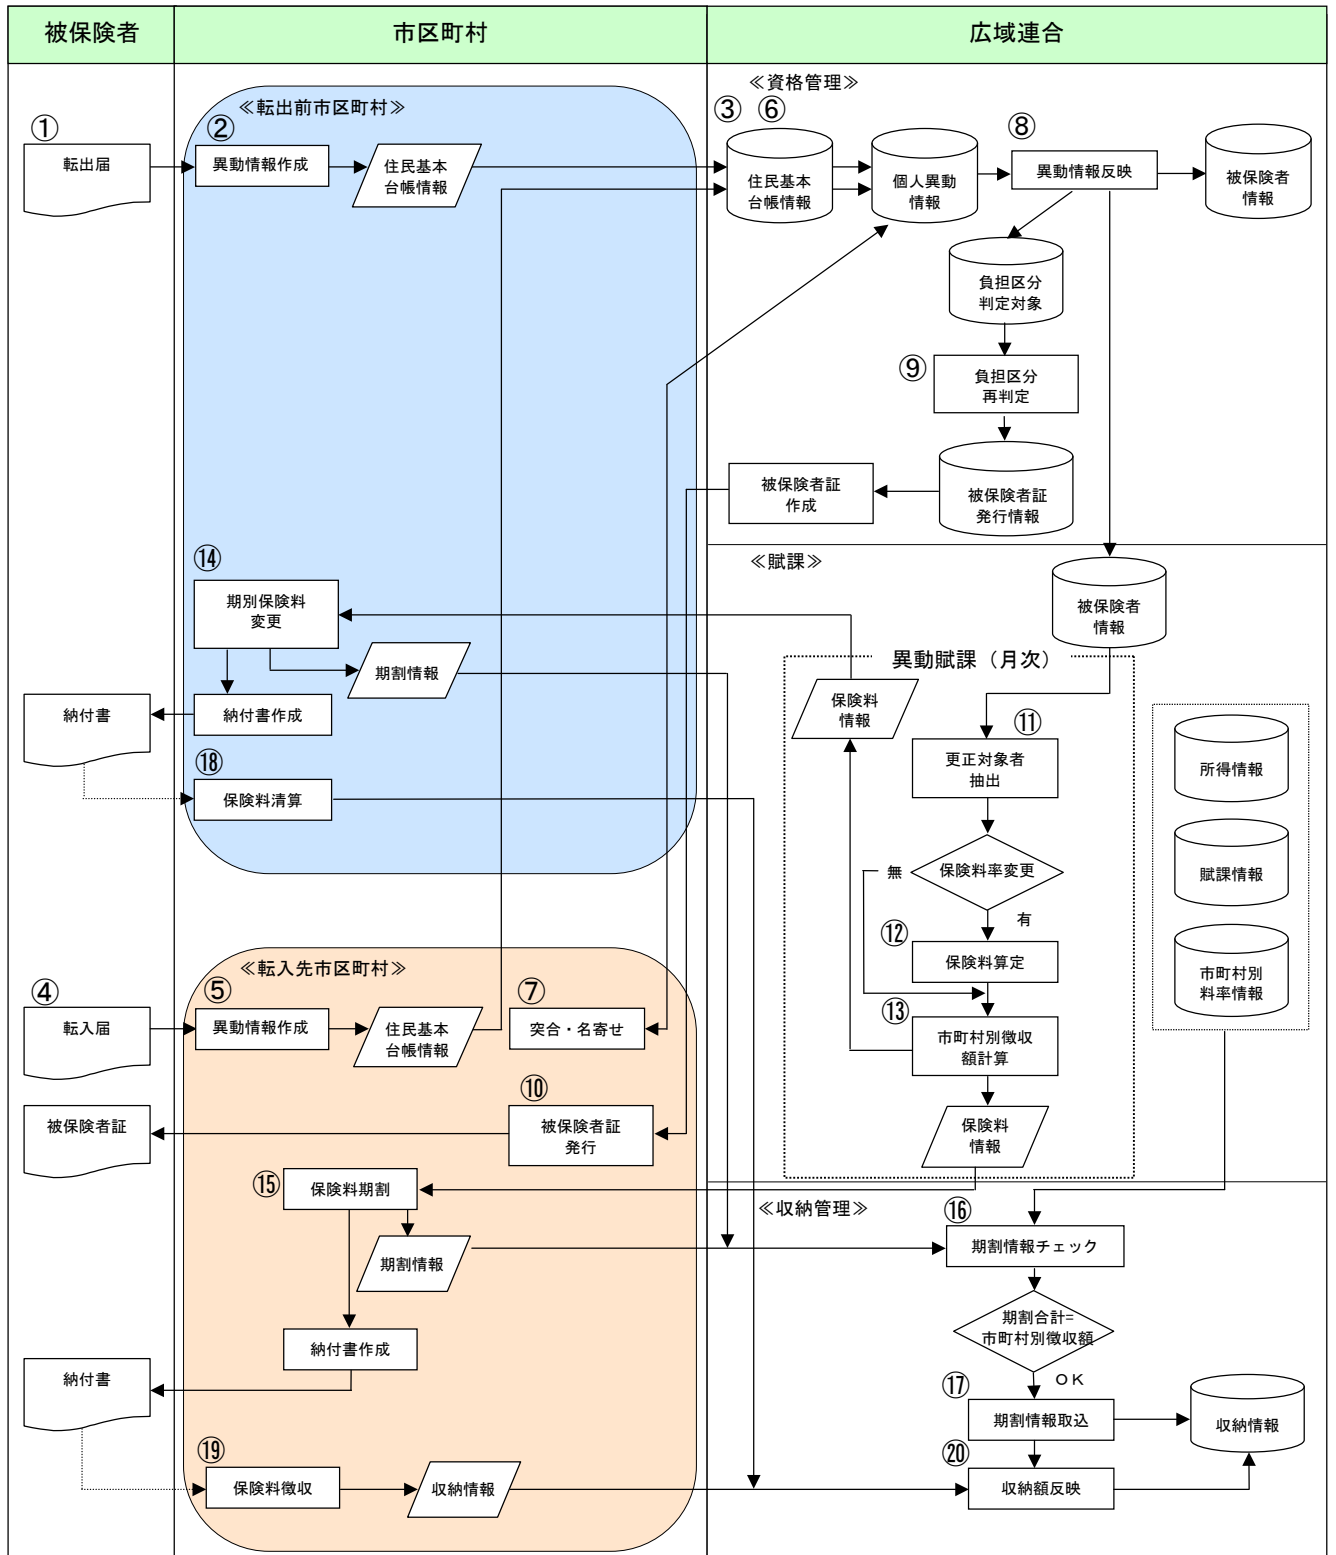 被保険者
市区町村
広域連合
≪転出前市区町村≫
≪資格管理≫
①
転出届
②
異動情報作成
住民基本
台帳情報
③
⑥
住民基本
台帳情報
個人異動
情報
⑧
異動情報反映
被保険者
情報
負担区分
判定対象
⑨
負担区分
再判定
被保険者証
発行情報
被保険者証
作成
≪賦課≫
被保険者
情報
⑭
期別保険料
変更
期割情報
納付書作成
納付書
⑱
保険料清算
異動賦課（月次）
保険料
情報
⑪
更正対象者
抽出
保険料率変更
無
有
⑫
保険料算定
⑬
市町村別徴収
額計算
保険料
情報
所得情報
賦課情報
市町村別
料率情報
≪転入先市区町村≫
④
転入届
⑤
異動情報作成
住民基本
台帳情報
⑦
突合・名寄せ
⑩
被保険者証
発行
被保険者証
⑮
保険料期割
期割情報
納付書作成
納付書
⑲
保険料徴収
収納情報
≪収納管理≫
⑯
期割情報チェック
期割合計=
市町村別徴収額
ＯＫ
⑰
期割情報取込
収納情報
⑳
収納額反映